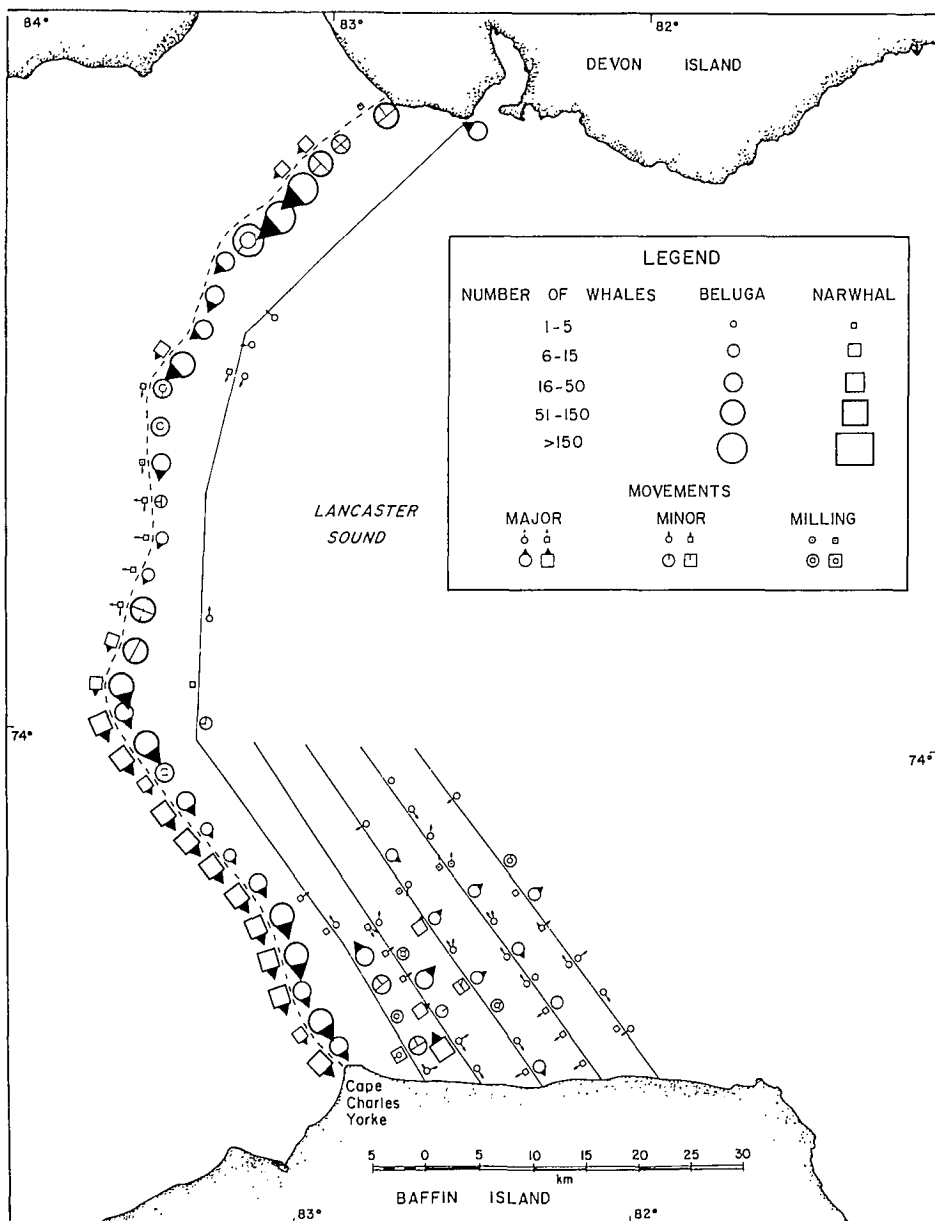 84°
83°
82°
DEVON ISLAND
LEGEND
NUMBER OF WHALES BELUGA NARWHAL
1-5
6-15
16-50
51-150
>150
MOVEMENTS
MAJOR MINOR MILLING
LANCASTER
SOUND
74°
74°
Cape
Charles
Yorke
5 0 5 10 15 20 25 30
km
BAFFIN ISLAND
83°
82°